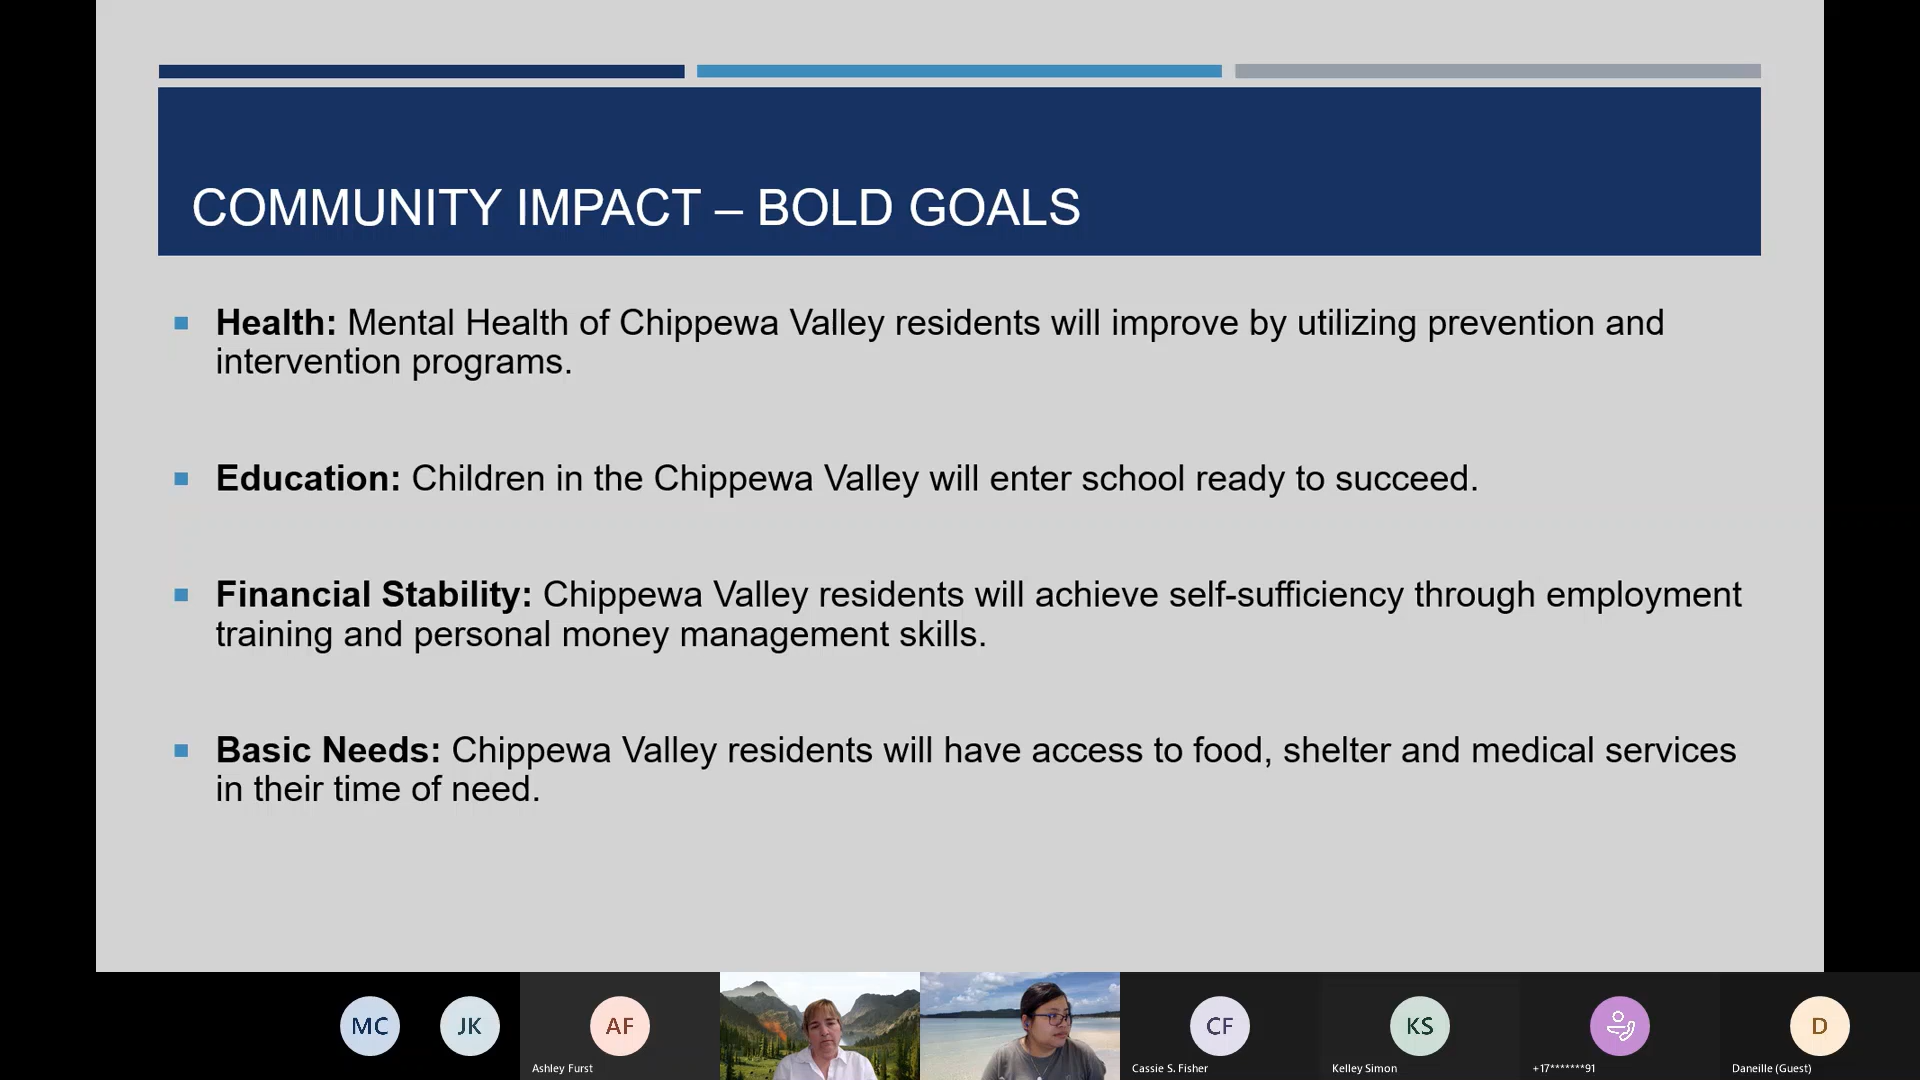 COMMUNITY IMPACT – BOLD GOALS
Health: Mental Health of Chippewa Valley residents will improve by utilizing prevention and
intervention programs.
Education: Children in the Chippewa Valley will enter school ready to succeed.
Financial Stability: Chippewa Valley residents will achieve self-sufficiency through employment
training and personal money management skills.
Basic Needs: Chippewa Valley residents will have access to food, shelter and medical services
in their time of need.
MC
JK
AF
CF
KS
D
Ashley Furst
Cassie S. Fisher
Kelley Simon
+17*******91
Daneille (Guest)